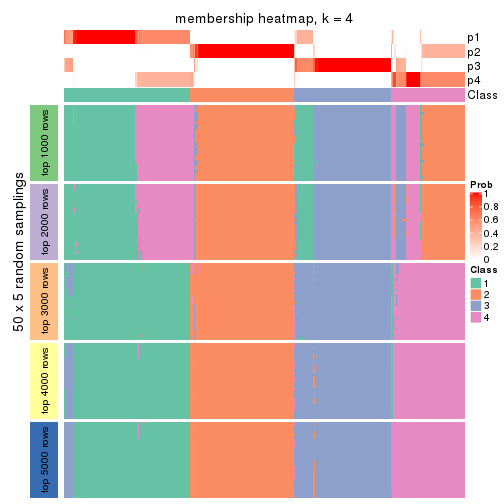 membership heatmap, k = 4
p1
p2
p3
p4
Class
50 x 5 random samplings
top 1000 rows
top 2000 rows
top 3000 rows
top 4000 rows
top 5000 rows
Prob
1
0.8
0.6
0.4
0.2
0
Class
1
2
3
4